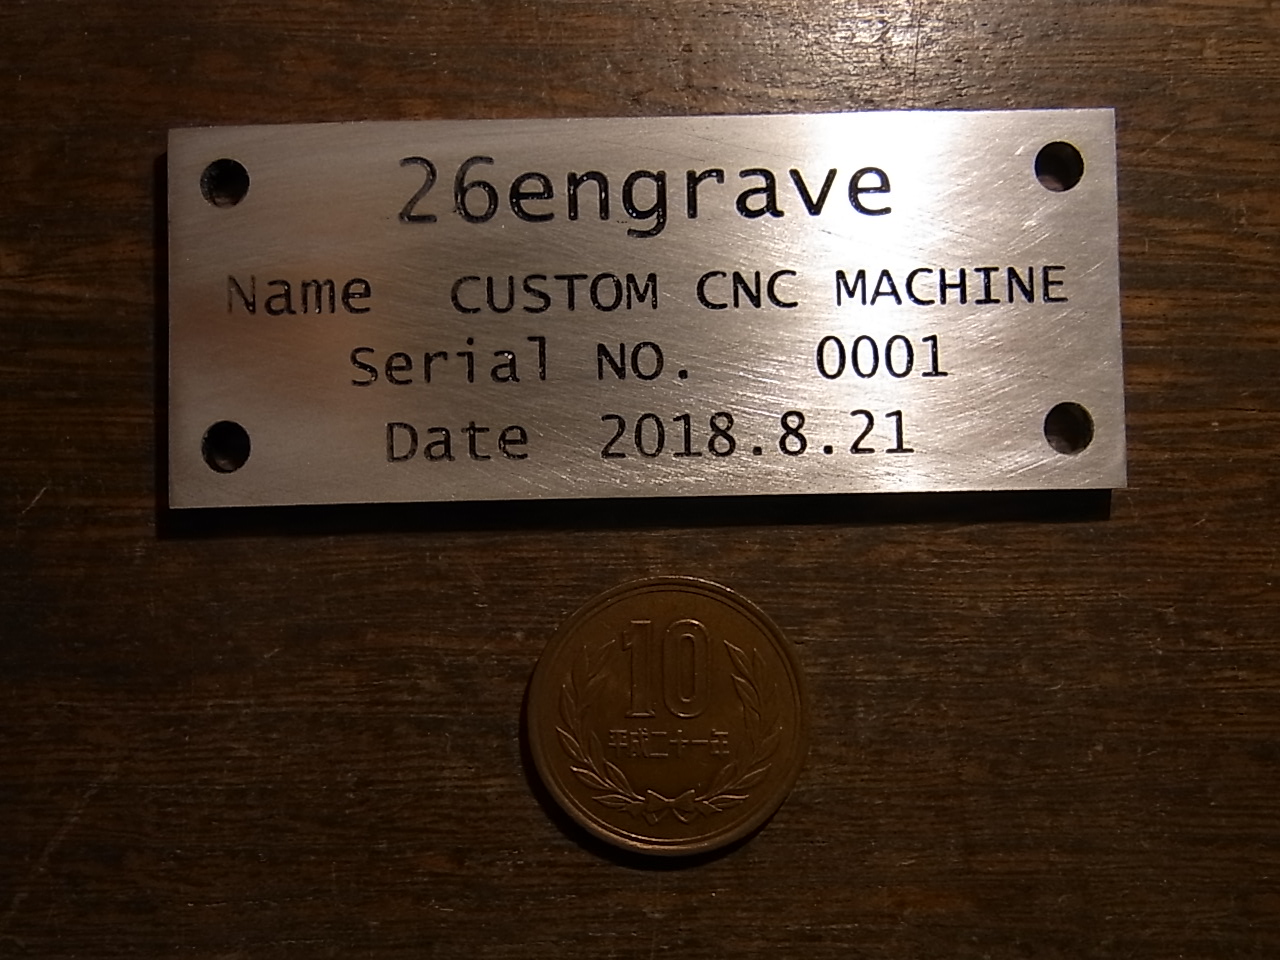 26engrave
Name CUSTOM CNC MACHINE
Serial NO. 0001
Date 2018.8.21
10
平成二十一年